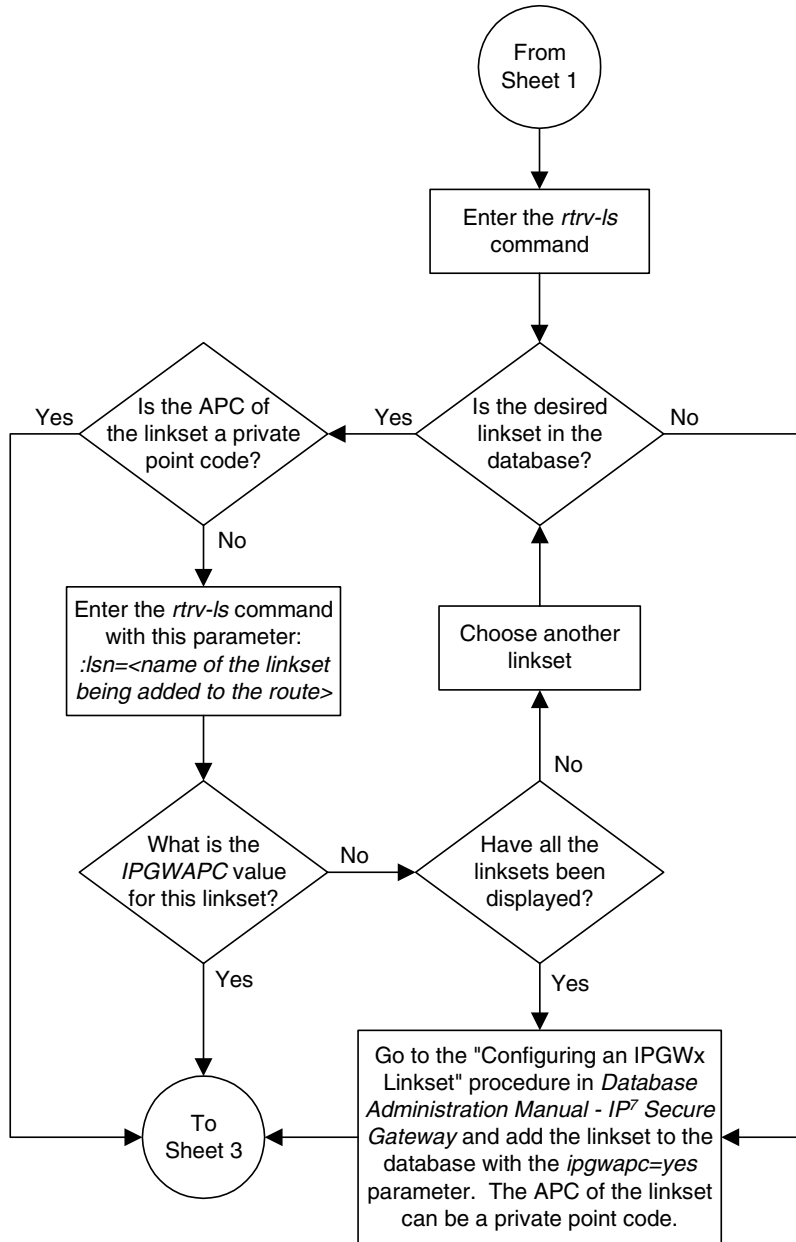 From
Sheet 1
Enter the rtrv-ls
command
Is the desired
linkset in the
database?
Yes
No
Is the APC of
the linkset a private
point code?
Yes
No
Enter the rtrv-ls command
with this parameter:
:lsn=<name of the linkset
being added to the route>
Choose another
linkset
No
What is the
IPGWAPC value
for this linkset?
No
Yes
Have all the
linksets been
displayed?
Yes
Go to the "Configuring an IPGWx
Linkset" procedure in Database
Administration Manual - IP⁷ Secure
Gateway and add the linkset to the
database with the ipgwapc=yes
parameter. The APC of the linkset
can be a private point code.
To
Sheet 3